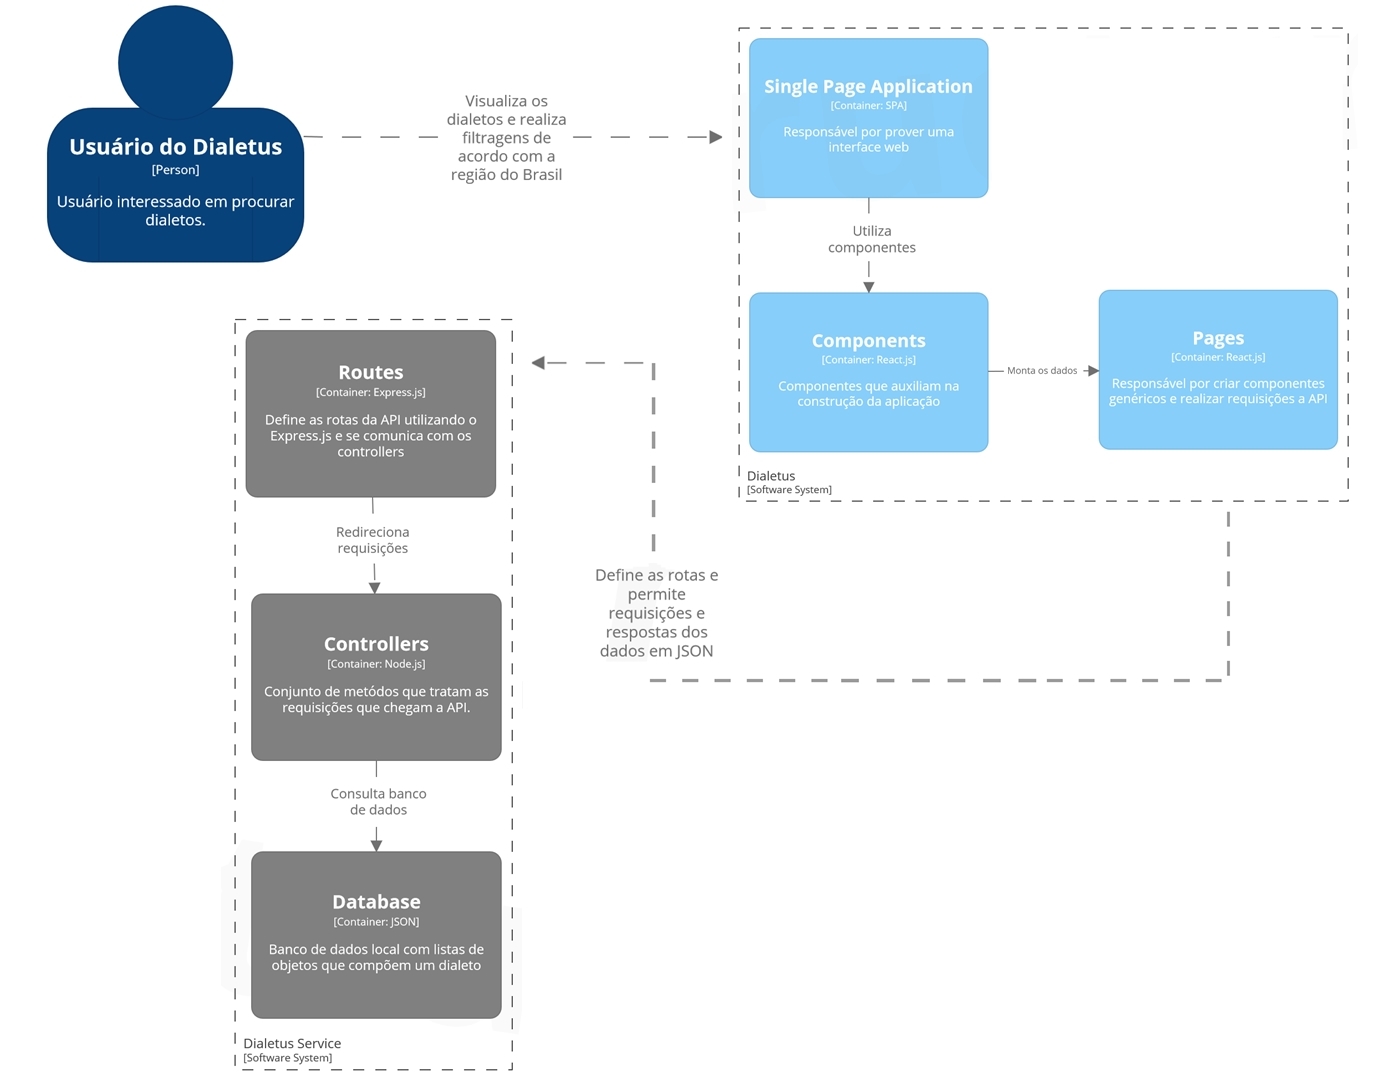 Usuário do Dialetus
[Person]
Usuário interessado em procurar
dialetos.
Visualiza os
dialetos e realiza
filtragens de
acordo com a
região do Brasil
Single Page Application
[Container: SPA]
Responsável por prover uma
interface web
Utiliza
componentes
Components
[Container: React.js]
Componentes que auxiliam na
construção da aplicação
Monta os dados
Pages
[Container: React.js]
Responsável por criar componentes
genéricos e realizar requisições a API
Dialetus
[Software System]
Define as rotas e
permite
requisições e
respostas dos
dados em JSON
Routes
[Container: Express.js]
Define as rotas da API utilizando o
Express.js e se comunica com os
controllers
Redireciona
requisições
Controllers
[Container: Node.js]
Conjunto de metódos que tratam as
requisições que chegam a API.
Consulta banco
de dados
Database
[Container: JSON]
Banco de dados local com listas de
objetos que compõem um dialeto
Dialetus Service
[Software System]